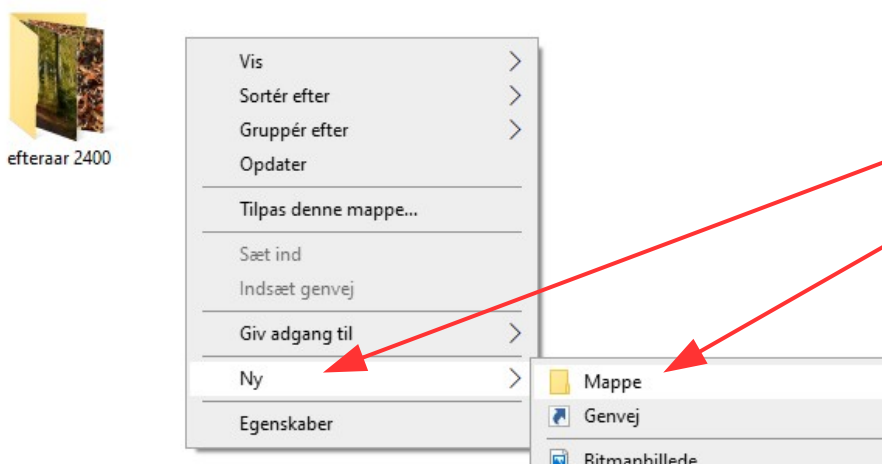 efteraar 2400
Vis
Sortér efter
Gruppér efter
Opdater
Tilpas denne mappe...
Sæt ind
Indsæt genvej
Giv adgang til
Ny
Egenskaber
Mappe
Genvej
Bitmapbillede